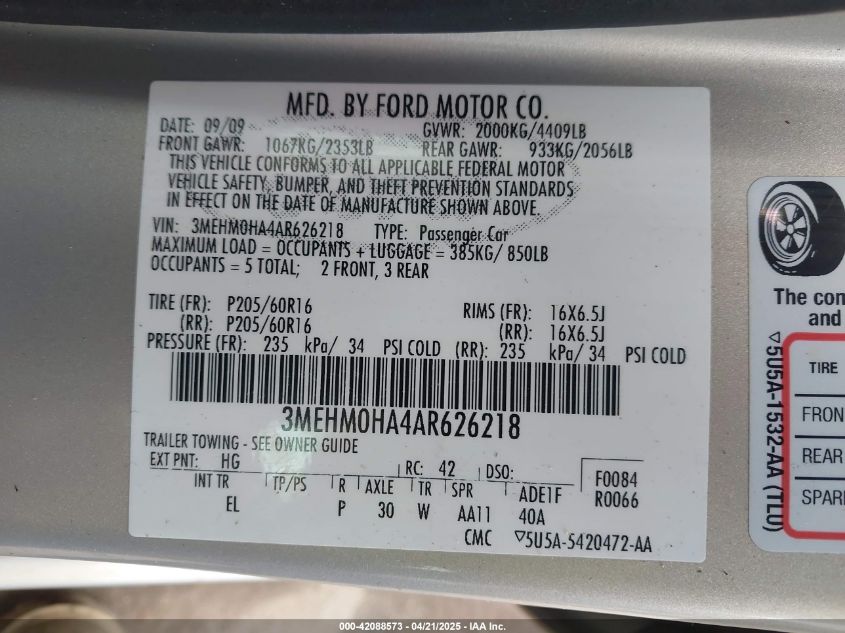 MFD. BY FORD MOTOR CO.
DATE: 09/09 GVWR: 2000KG/4409LB
FRONT GAWR: 1067KG/2353LB REAR GAWR: 933KG/2056LB
THIS VEHICLE CONFORMS TO ALL APPLICABLE FEDERAL MOTOR
VEHICLE SAFETY, BUMPER, AND THEFT PREVENTION STANDARDS
IN EFFECT ON THE DATE OF MANUFACTURE SHOWN ABOVE.
VIN: 3MEHM0HA4AR626218 TYPE: Passenger Car
MAXIMUM LOAD = OCCUPANTS + LUGGAGE = 385KG/ 850LB
OCCUPANTS = 5 TOTAL; 2 FRONT, 3 REAR
TIRE (FR): P205/60R16 RIMS (FR): 16X6.5J
(RR): P205/60R16 (RR): 16X6.5J
PRESSURE (FR): 235 kPa/ 34 PSI COLD (RR): 235 kPa/ 34 PSI COLD
3MEHM0HA4AR626218
TRAILER TOWING - SEE OWNER GUIDE
EXT PNT: HG RC: 42 DSO: F0084
INT TR TP/PS R AXLE TR SPR ADE1F R0066
EL P 30 W AA11 40A
CMC ▽5U5A-5420472-AA
The con
and
▽5U5A-1532-AA (TLU)
TIRE
FRON
REAR
SPAR
000-42088573 - 04/21/2025 - IAA Inc.